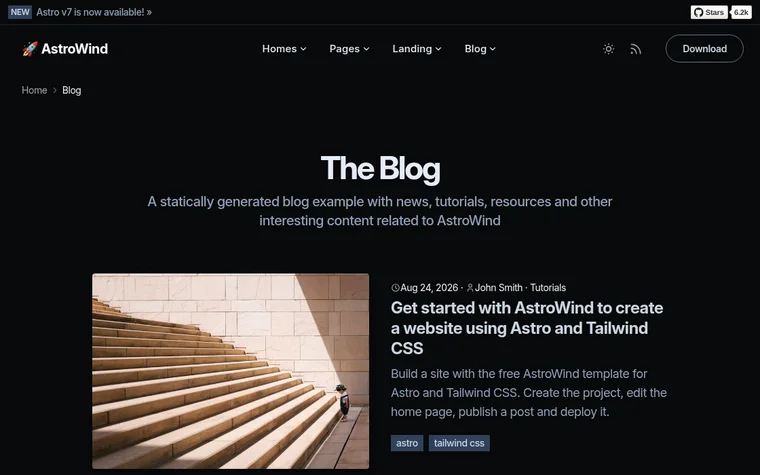 NEW Astro v7 is now available! »
Stars 6.2k
🚀 AstroWind
Homes Pages Landing Blog
Download
Home > Blog
The Blog
A statically generated blog example with news, tutorials, resources and other
interesting content related to AstroWind
Aug 24, 2026 · John Smith · Tutorials
Get started with AstroWind to create
a website using Astro and Tailwind
CSS
Build a site with the free AstroWind template for
Astro and Tailwind CSS. Create the project, edit the
home page, publish a post and deploy it.
astro tailwind css